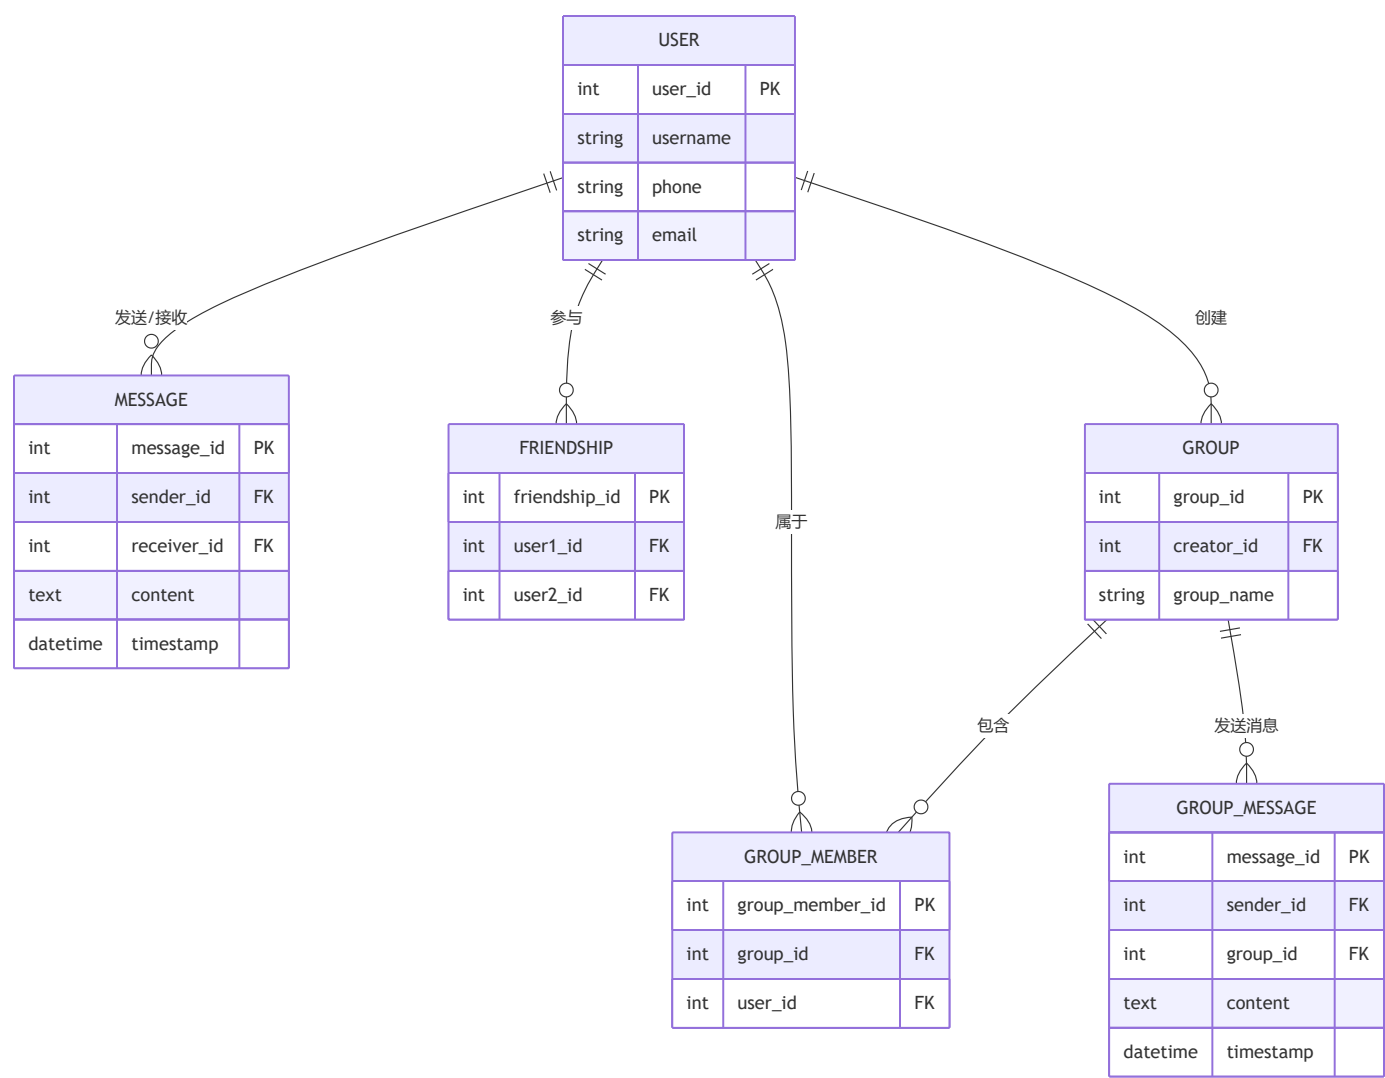 USER
int user_id PK
string username
string phone
string email
发送/接收
参与
创建
属于
包含
发送消息
MESSAGE
int message_id PK
int sender_id FK
int receiver_id FK
text content
datetime timestamp
FRIENDSHIP
int friendship_id PK
int user1_id FK
int user2_id FK
GROUP
int group_id PK
int creator_id FK
string group_name
GROUP_MEMBER
int group_member_id PK
int group_id FK
int user_id FK
GROUP_MESSAGE
int message_id PK
int sender_id FK
int group_id FK
text content
datetime timestamp